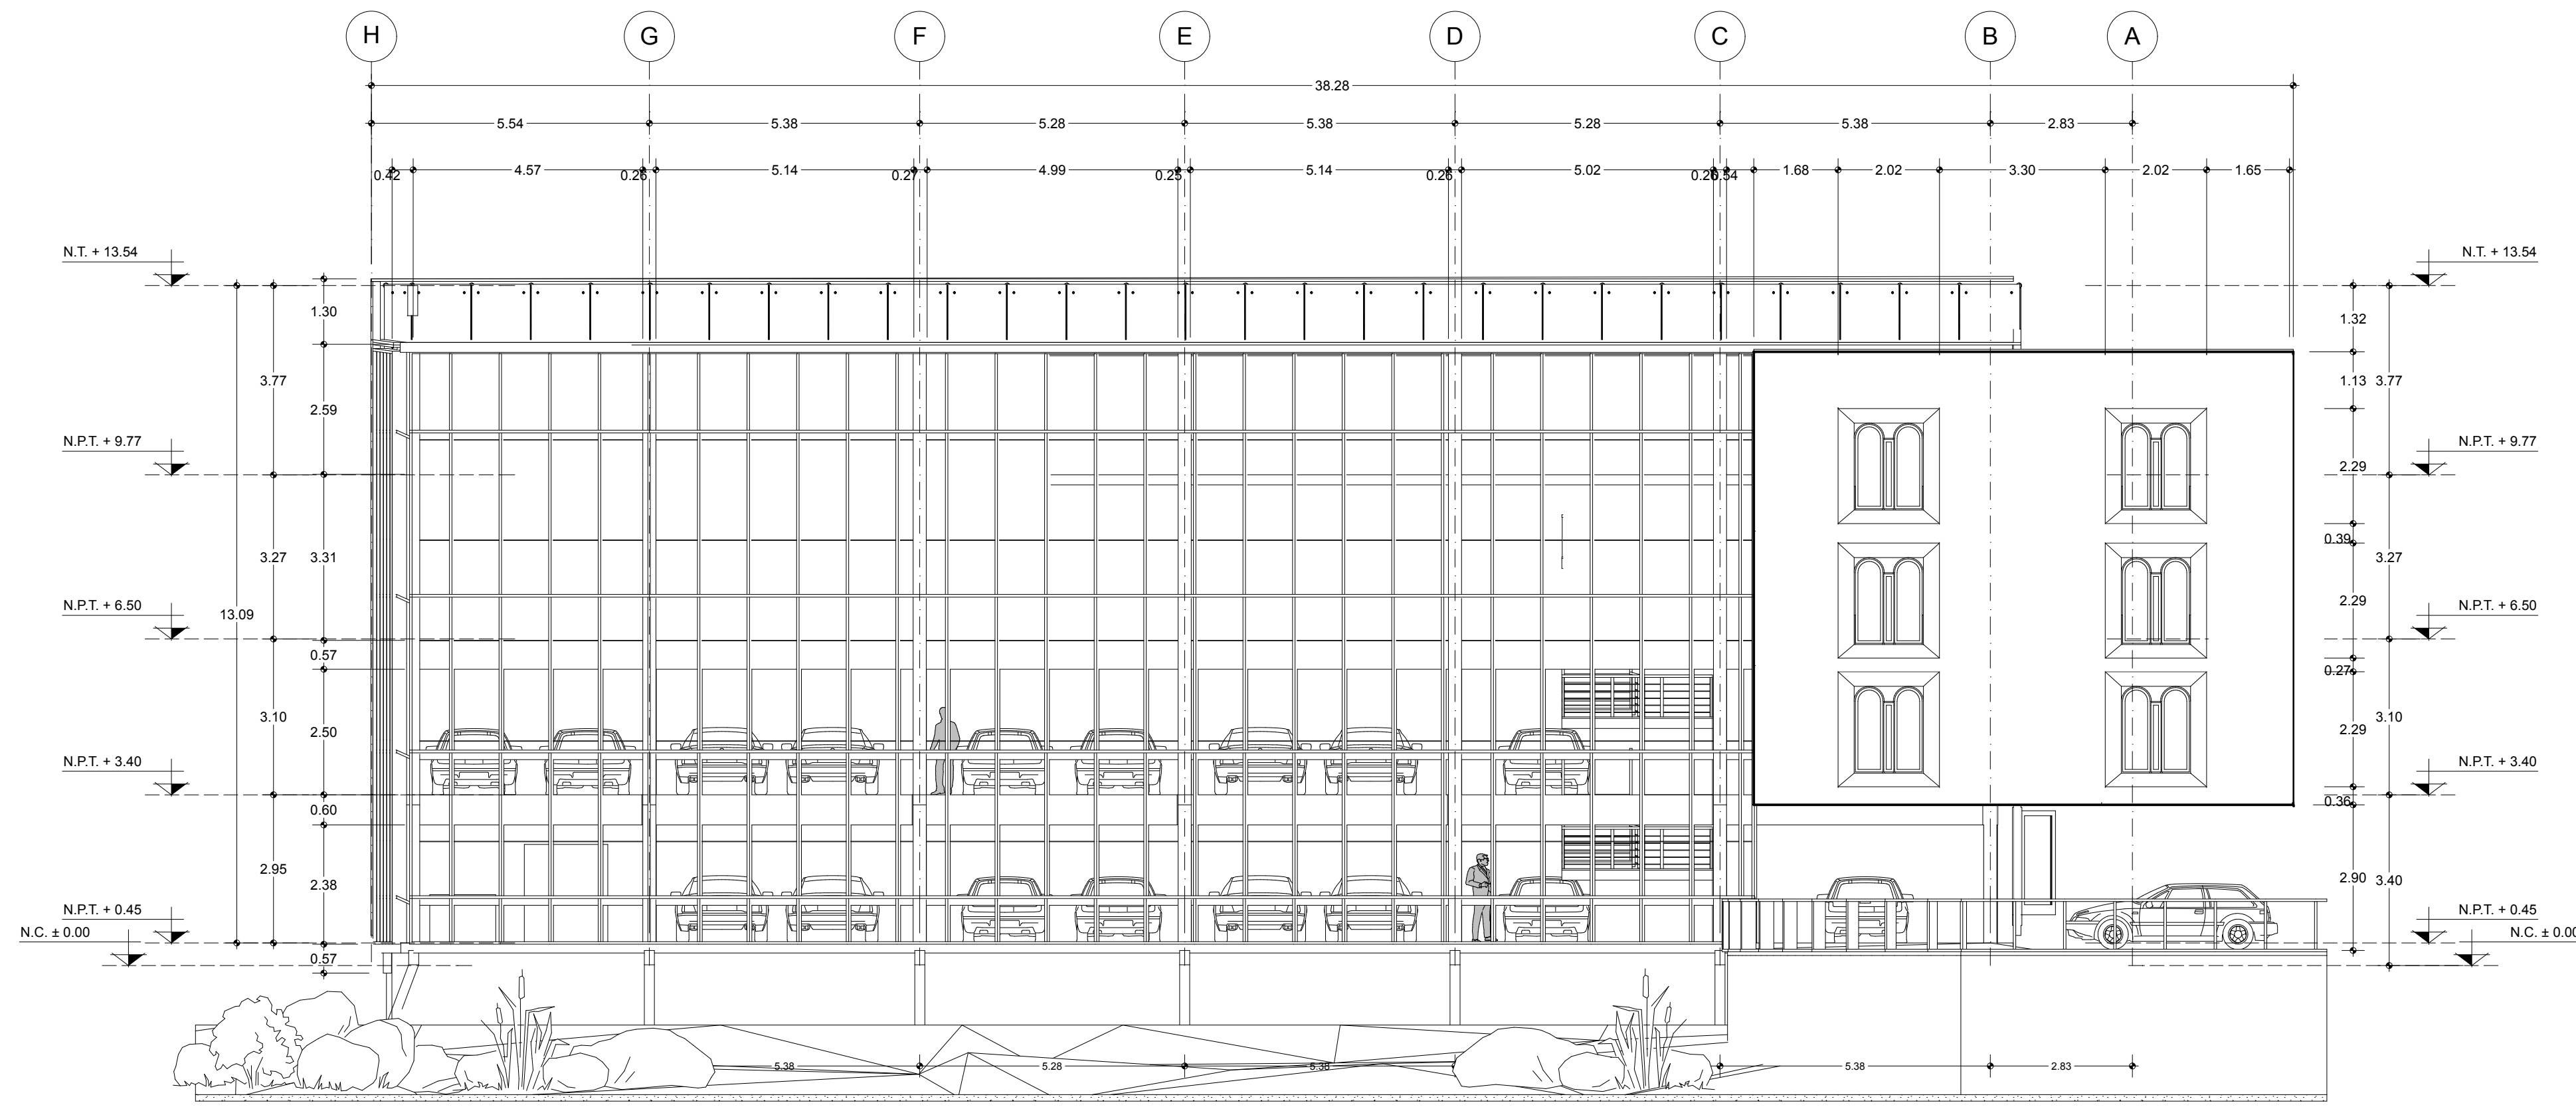 H G F E D C B A
38.28
5.54 5.38 5.28 5.38 5.28 5.38 2.83
0.42 4.57 0.26 5.14 0.27 4.99 0.25 5.14 0.26 5.02 0.26 0.54 1.68 2.02 3.30 2.02 1.65
N.T. + 13.54 N.T. + 13.54
1.30 1.32
3.77 1.13 3.77
2.59
N.P.T. + 9.77 N.P.T. + 9.77
2.29
0.39
3.27 3.31 3.27
N.P.T. + 6.50 2.29 N.P.T. + 6.50
13.09
0.57
0.27
3.10 3.10
2.50 2.29
N.P.T. + 3.40 N.P.T. + 3.40
0.60 0.36
2.95
2.38 2.90 3.40
N.P.T. + 0.45 N.P.T. + 0.45
N.C. ± 0.00 N.C. ± 0.00
0.57
5.38 5.28 5.38 5.38 2.83